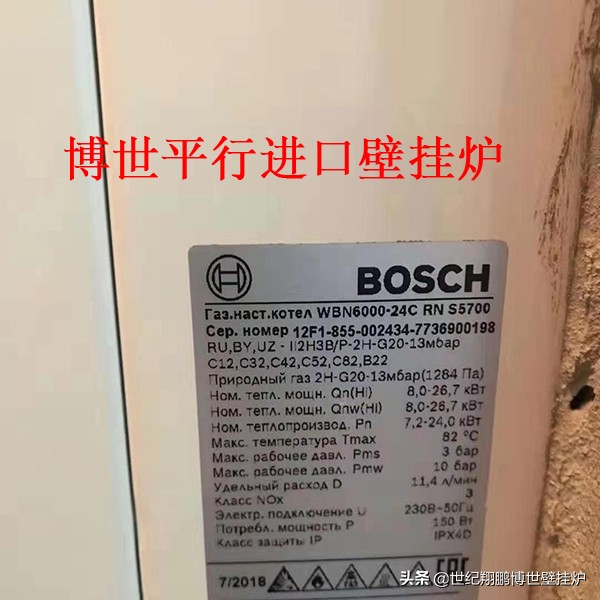 博世平行进口壁挂炉
BOSCH
Газ.наст.котел WBN6000-24C RN S5700
Сер. номер 12F1-855-002434-7736900198
RU,BY,UZ - II2H3B/P-2H-G20-13мбар
C12,C32,C42,C52,C82,B22
Природный газ 2H-G20-13мбар(1284 Па)
Ном. тепл. мощн. Qn(Hi) 8,0-26,7 кВт
Ном. тепл. мощн. Qnw(Hi) 8,0-26,7 кВт
Ном. теплопроизвод. Pn 7,2-24,0 кВт
Макс. температура Tmax 82 °C
Макс. рабочее давл. Pms 3 бар
Макс. рабочее давл. Pmw 10 бар
Удельный расход D 11,4 л/мин
Класс NOx 3
Электр. подключение U 230В~50Гц
Потребл. мощность P 150 Вт
Класс защиты IP IPX4D
7/2018 EAC
头条 @世纪翔鹏博世壁挂炉